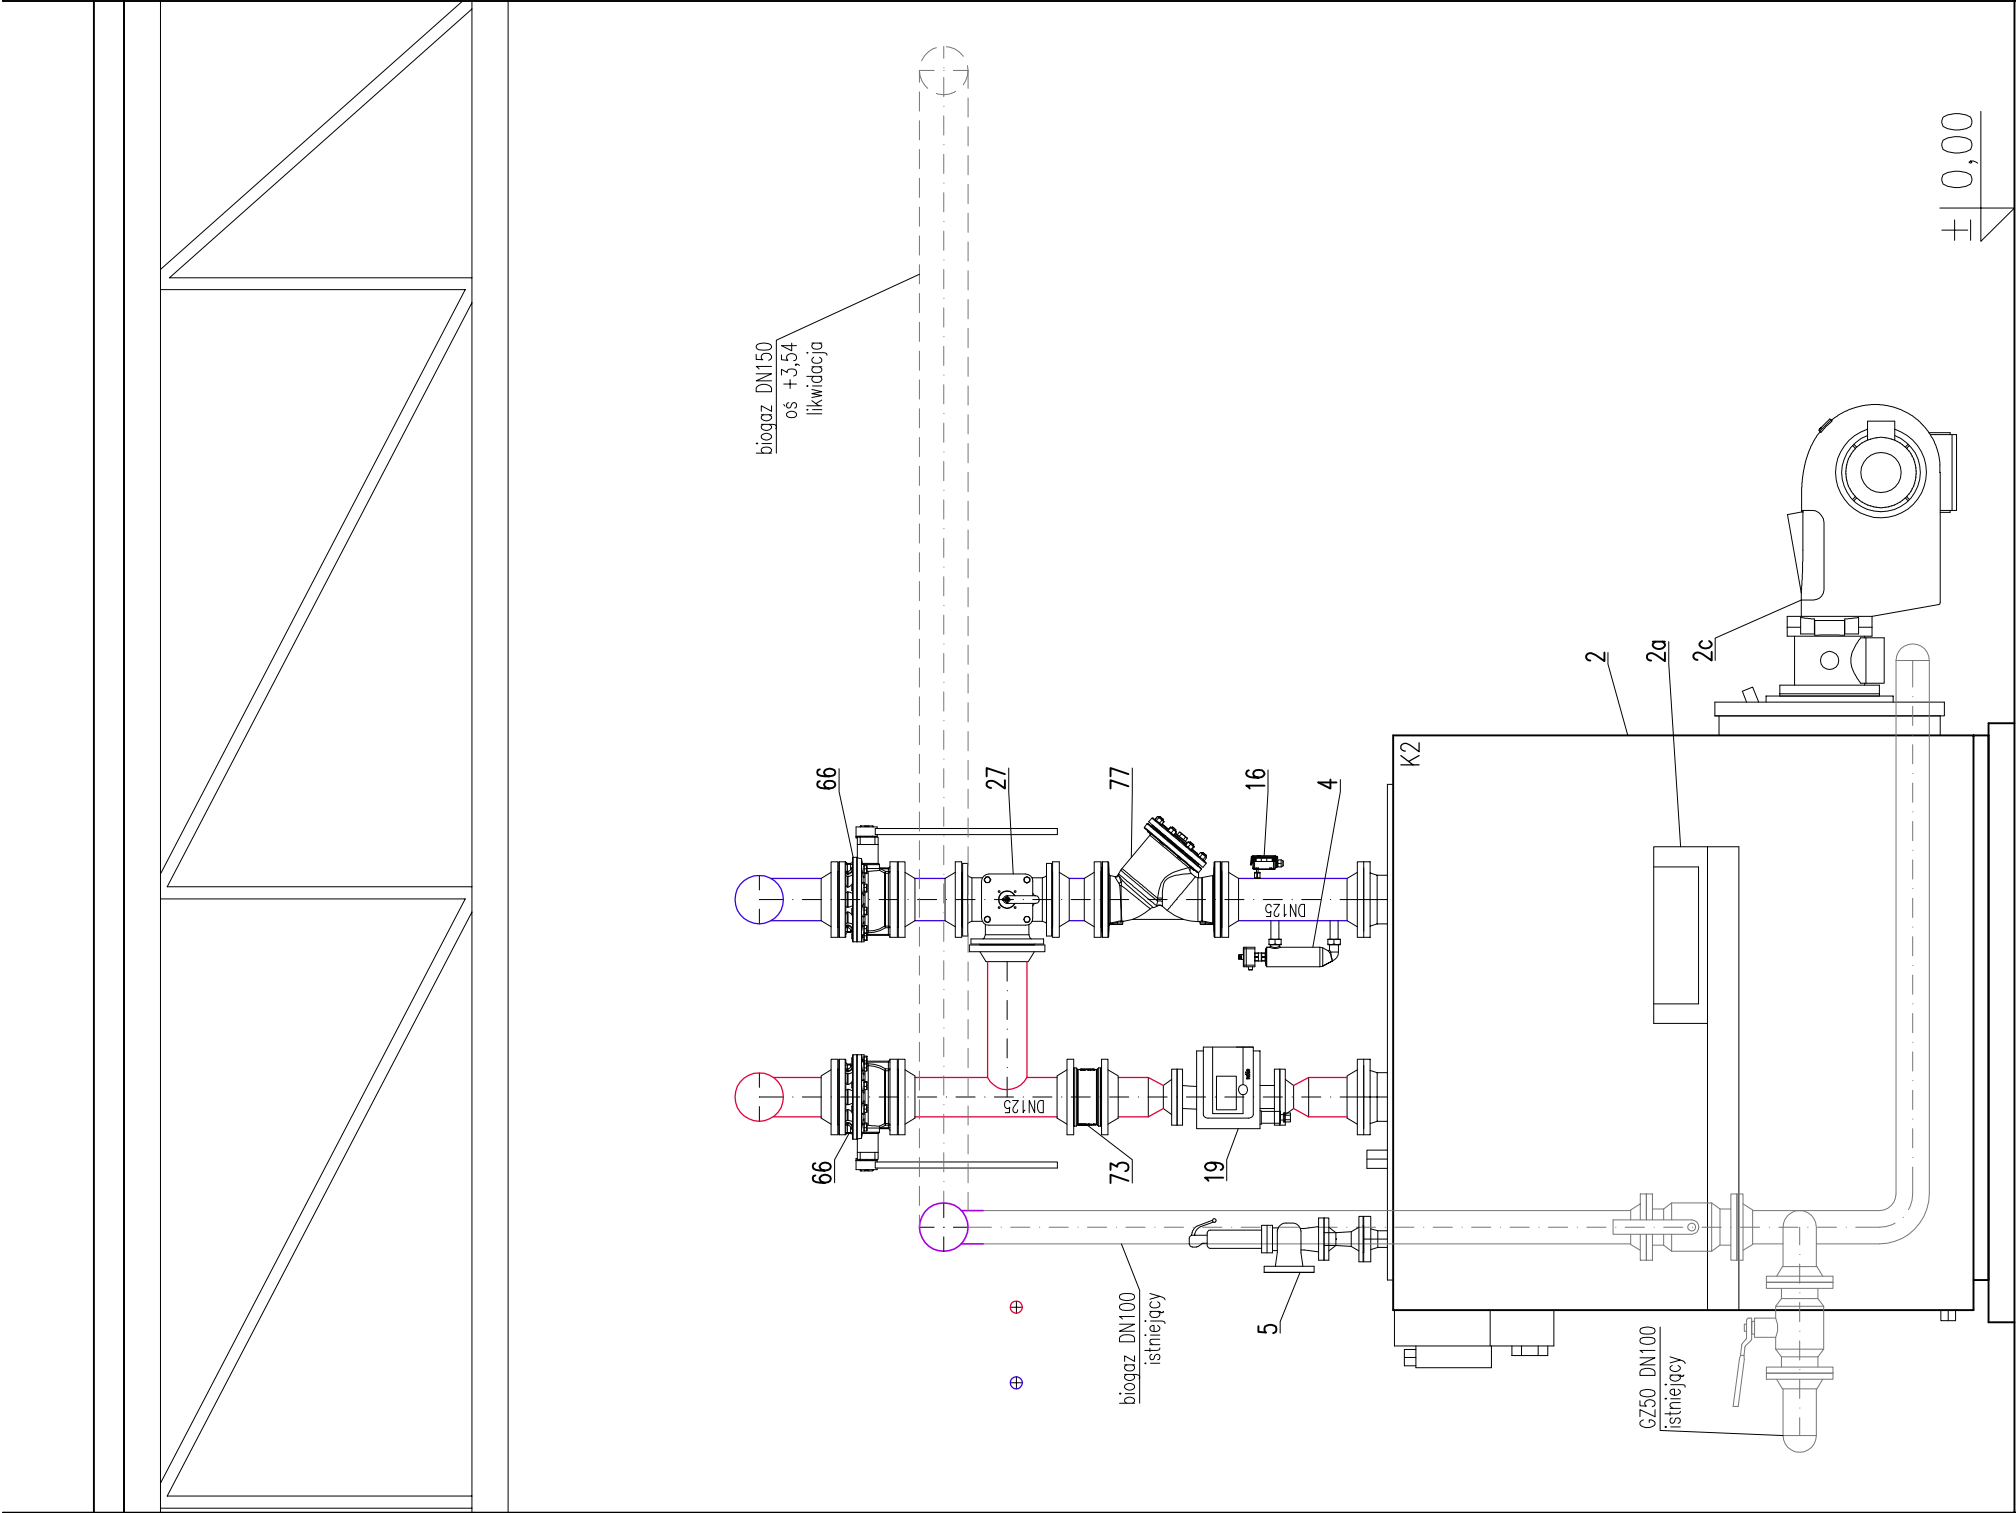 biogaz DN150
oś +3,54
likwidacja
± 0,00
2
2a
2c
K2
66
27
77
16
4
DN125
66
DN125
73
19
5
biogaz DN100
istniejący
GZ50 DN100
istniejący